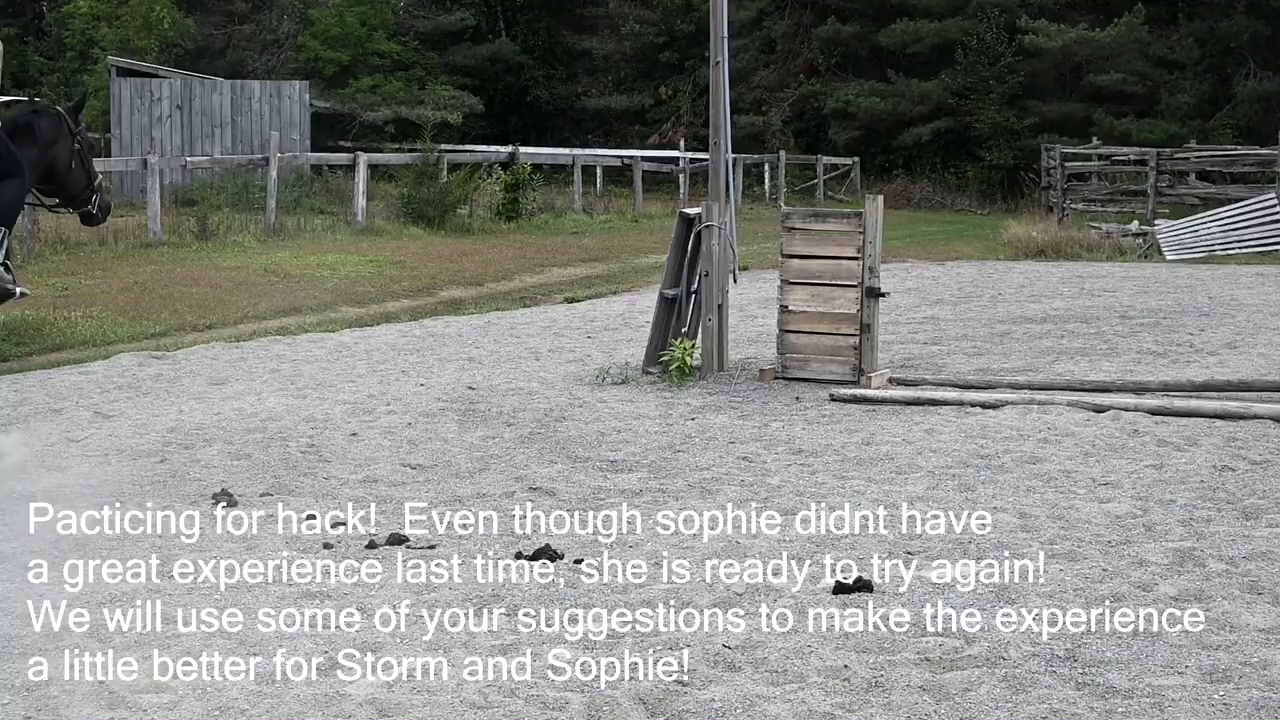 Pacticing for hack!  Even though sophie didnt have
a great experience last time, she is ready to try again!
We will use some of your suggestions to make the experience
a little better for Storm and Sophie!